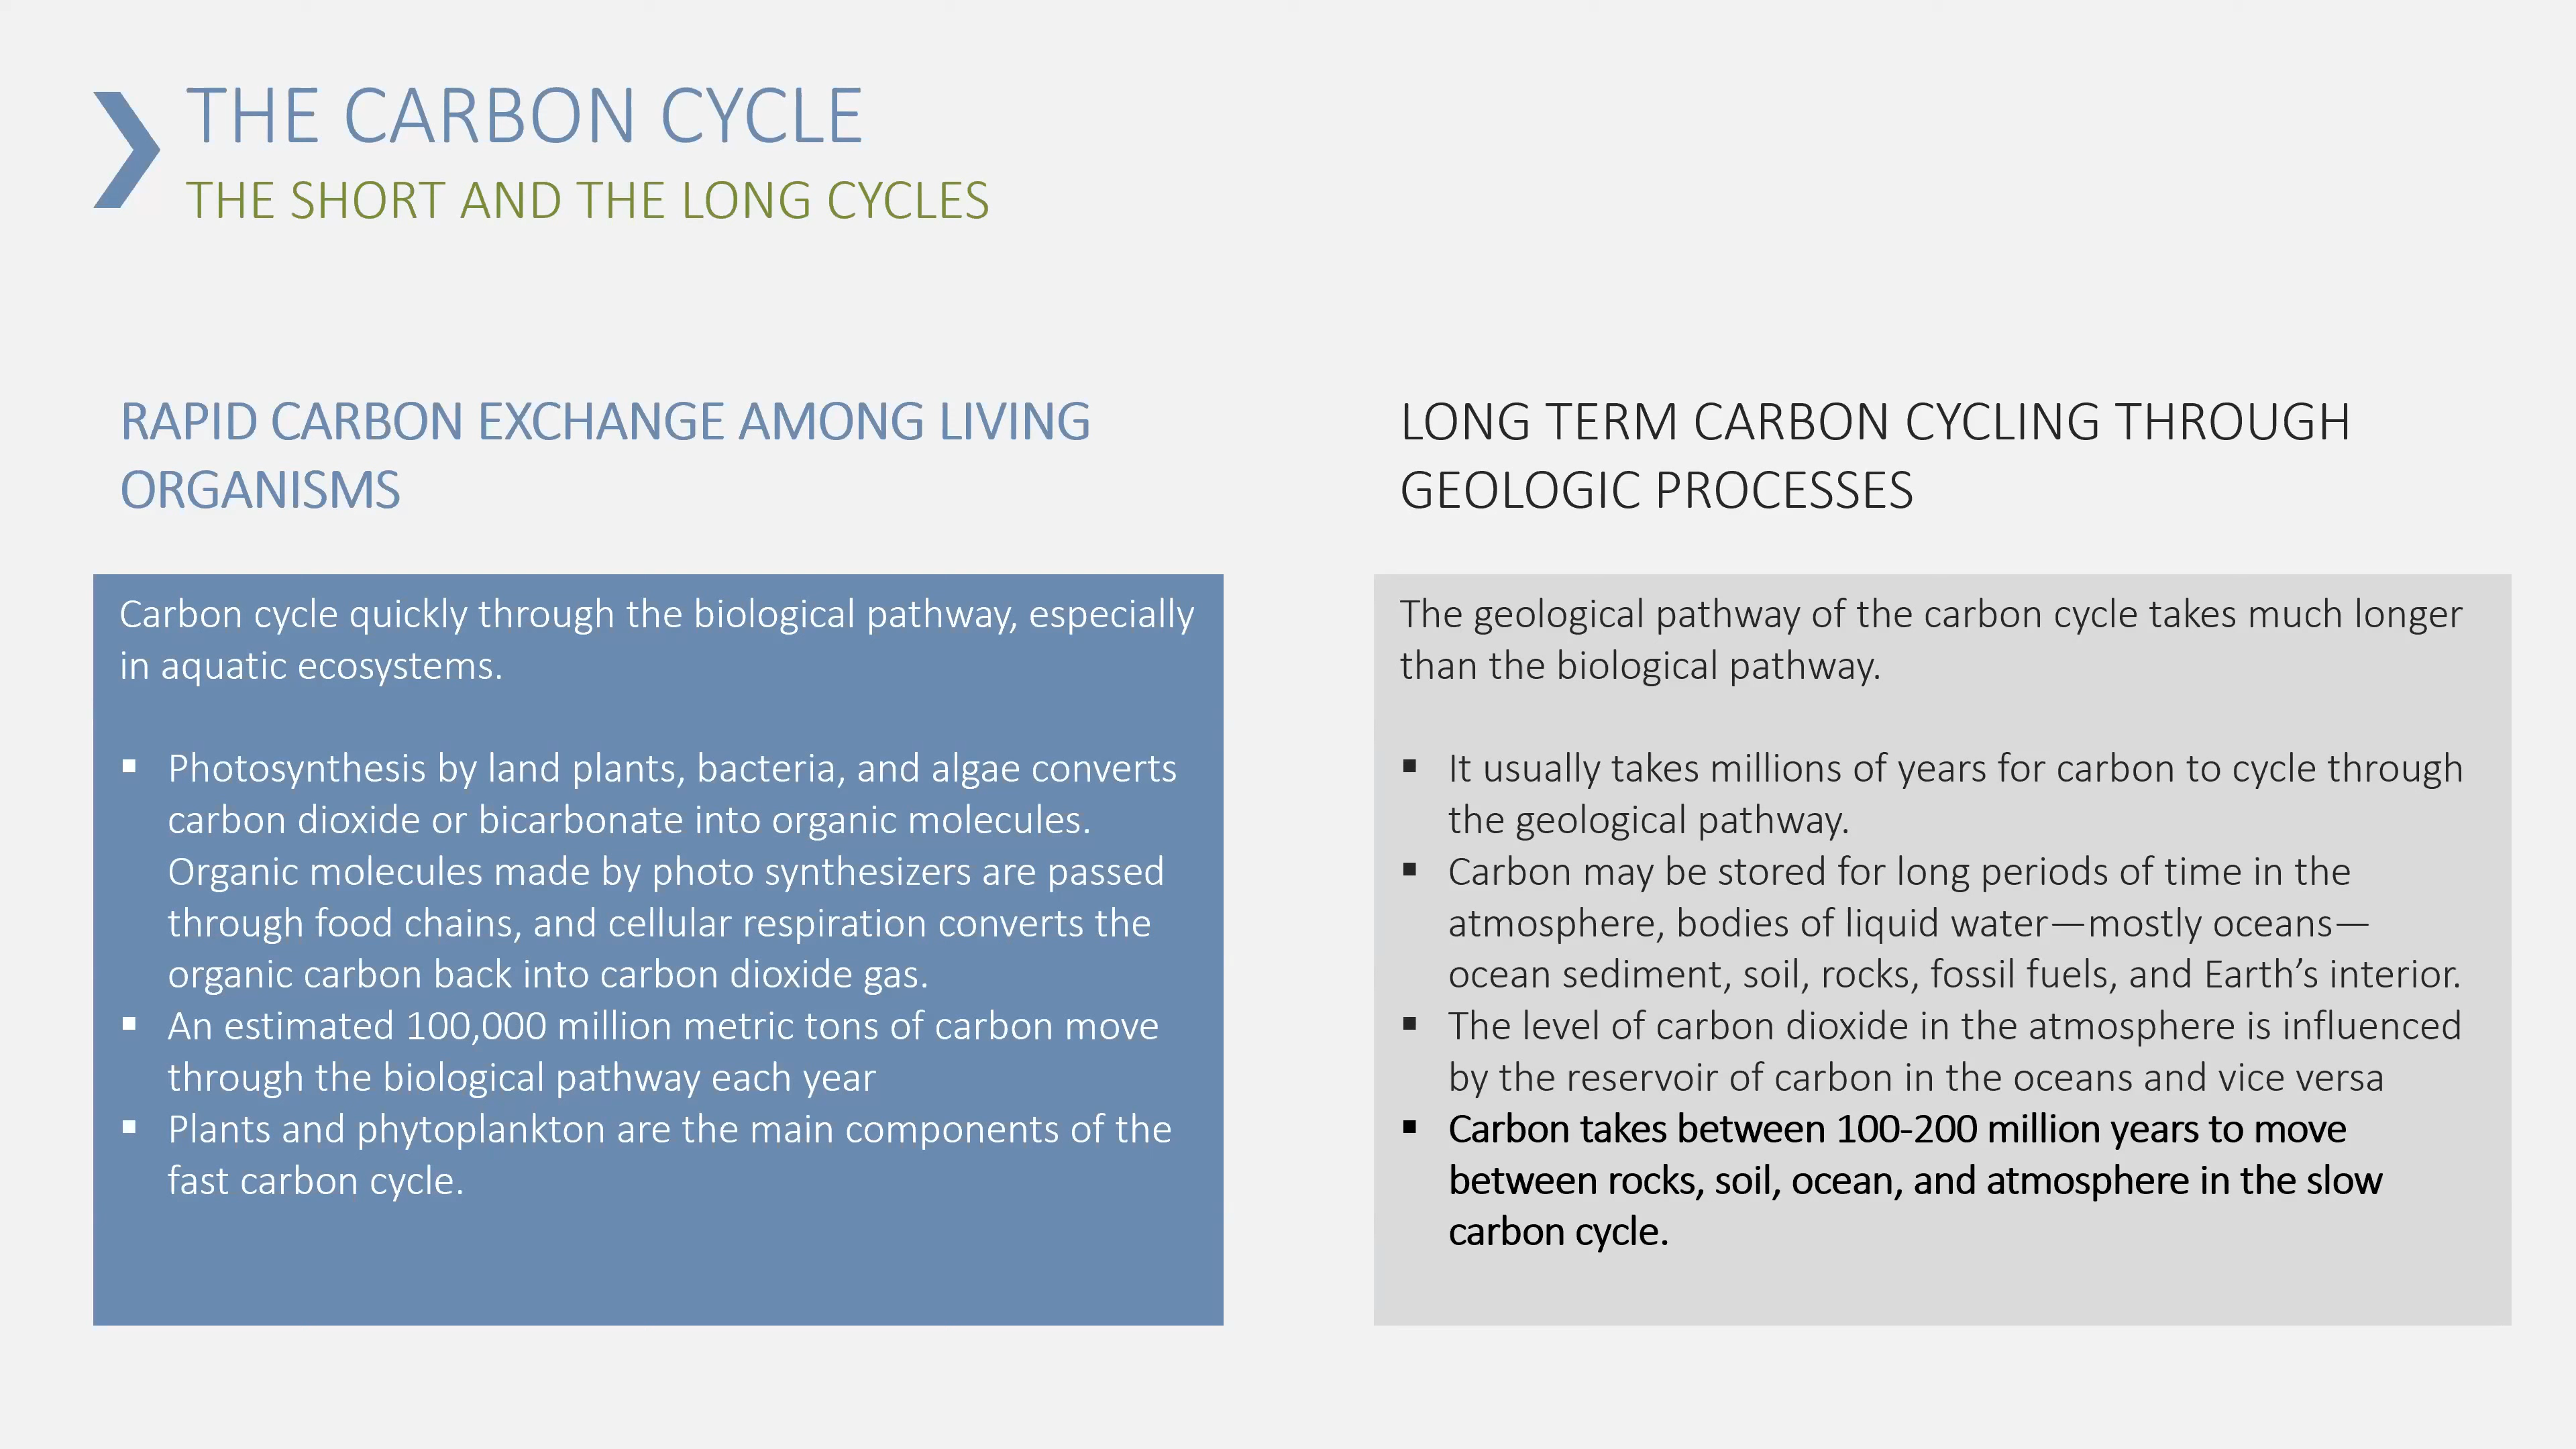 THE CARBON CYCLE
THE SHORT AND THE LONG CYCLES
RAPID CARBON EXCHANGE AMONG LIVING
ORGANISMS
Carbon cycle quickly through the biological pathway, especially
in aquatic ecosystems.
▪ Photosynthesis by land plants, bacteria, and algae converts
carbon dioxide or bicarbonate into organic molecules.
Organic molecules made by photo synthesizers are passed
through food chains, and cellular respiration converts the
organic carbon back into carbon dioxide gas.
▪ An estimated 100,000 million metric tons of carbon move
through the biological pathway each year
▪ Plants and phytoplankton are the main components of the
fast carbon cycle.
LONG TERM CARBON CYCLING THROUGH
GEOLOGIC PROCESSES
The geological pathway of the carbon cycle takes much longer
than the biological pathway.
▪ It usually takes millions of years for carbon to cycle through
the geological pathway.
▪ Carbon may be stored for long periods of time in the
atmosphere, bodies of liquid water—mostly oceans—
ocean sediment, soil, rocks, fossil fuels, and Earth’s interior.
▪ The level of carbon dioxide in the atmosphere is influenced
by the reservoir of carbon in the oceans and vice versa
▪ Carbon takes between 100-200 million years to move
between rocks, soil, ocean, and atmosphere in the slow
carbon cycle.